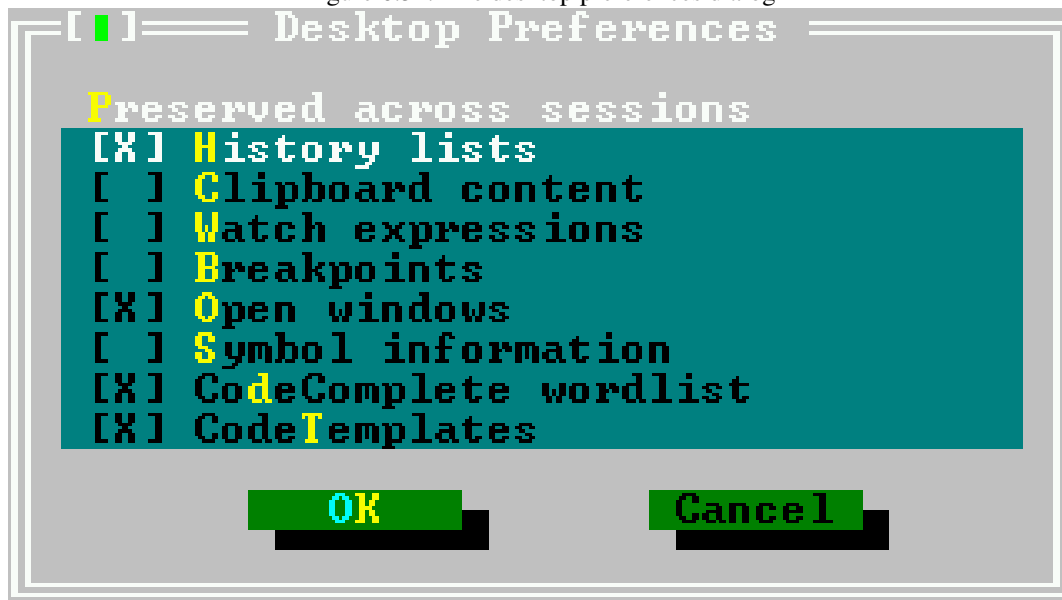 [ ] Desktop Preferences
Preserved across sessions
[X] History lists
[ ] Clipboard content
[ ] Watch expressions
[ ] Breakpoints
[X] Open windows
[ ] Symbol information
[X] CodeComplete wordlist
[X] CodeTemplates
OK Cancel